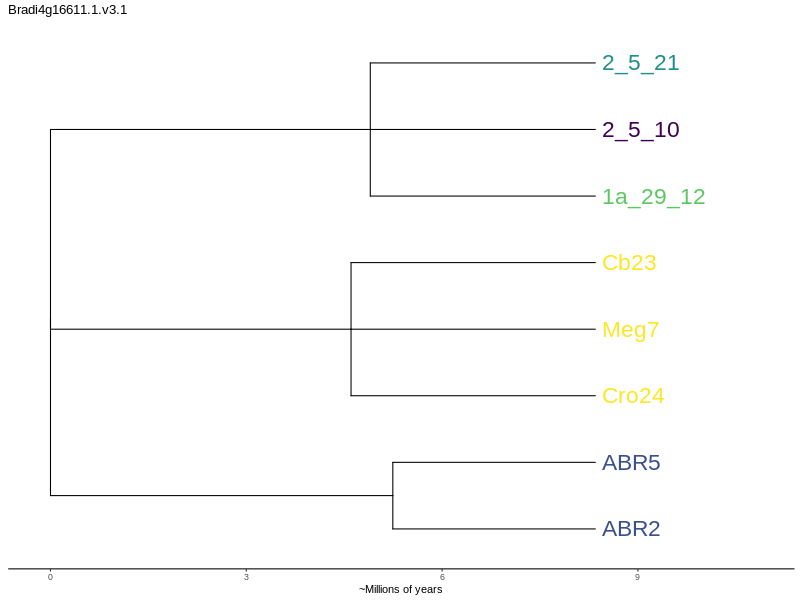 Bradi4g16611.1.v3.1
2_5_21
2_5_10
1a_29_12
Cb23
Meg7
Cro24
ABR5
ABR2
0 3 6 9
~Millions of years